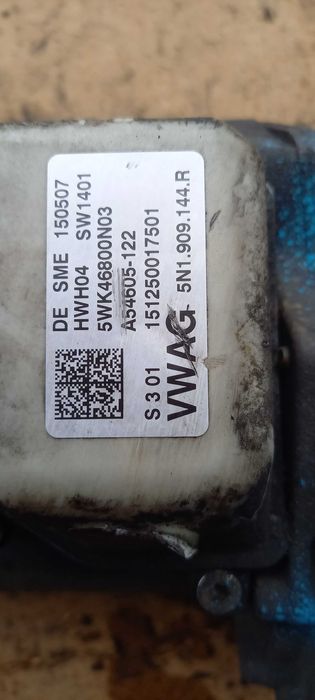 DE SME 150507
HWH04 SW1401
5WK46800N03
A54605-122
S 3 01 151250017501
VWAG 5N1.909.144.R